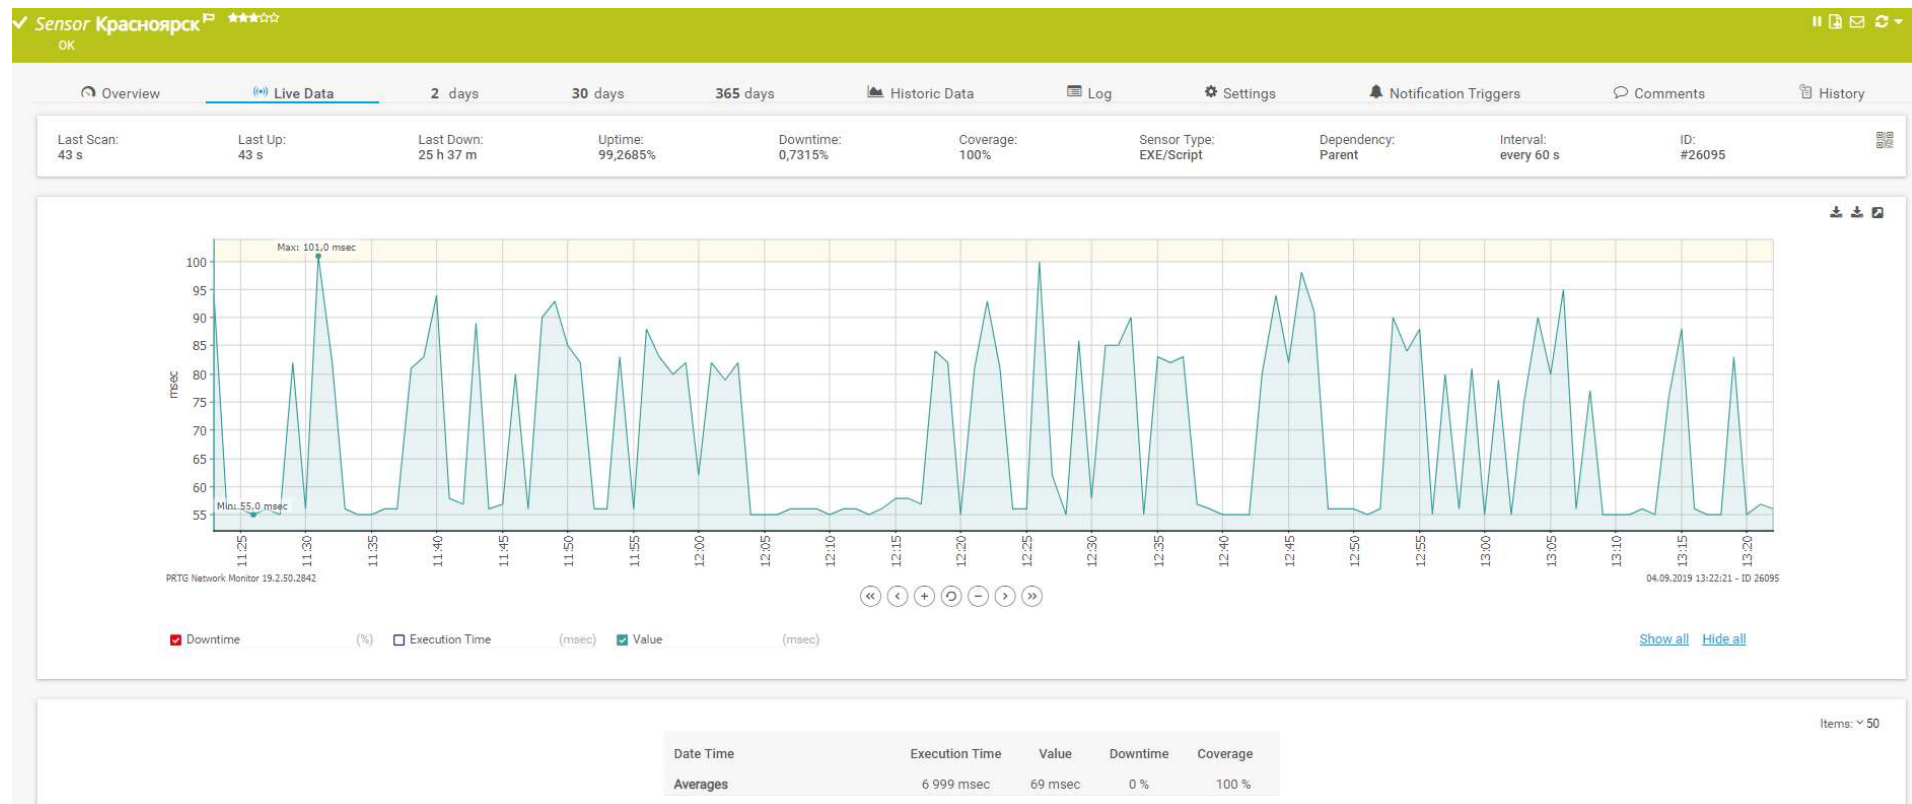 Sensor Красноярск
OK
Overview Live Data 2 days 30 days 365 days Historic Data Log Settings Notification Triggers Comments History
Last Scan: Last Up: Last Down: Uptime: Downtime: Coverage: Sensor Type: Dependency: Interval: ID:
43 s 43 s 25 h 37 m 99,2685% 0,7315% 100% EXE/Script Parent every 60 s #26095
Max: 101,0 msec
100
95
90
85
80
75
70
65
60
55
msec
Min: 55,0 msec
11:25 11:30 11:35 11:40 11:45 11:50 11:55 12:00 12:05 12:10 12:15 12:20 12:25 12:30 12:35 12:40 12:45 12:50 12:55 13:00 13:05 13:10 13:15 13:20
PRTG Network Monitor 19.2.50.2842 04.09.2019 13:22:21 - ID 26095
Downtime (%) Execution Time (msec) Value (msec) Show all Hide all
Items: 50
Date Time Execution Time Value Downtime Coverage
Averages 6 999 msec 69 msec 0 % 100 %